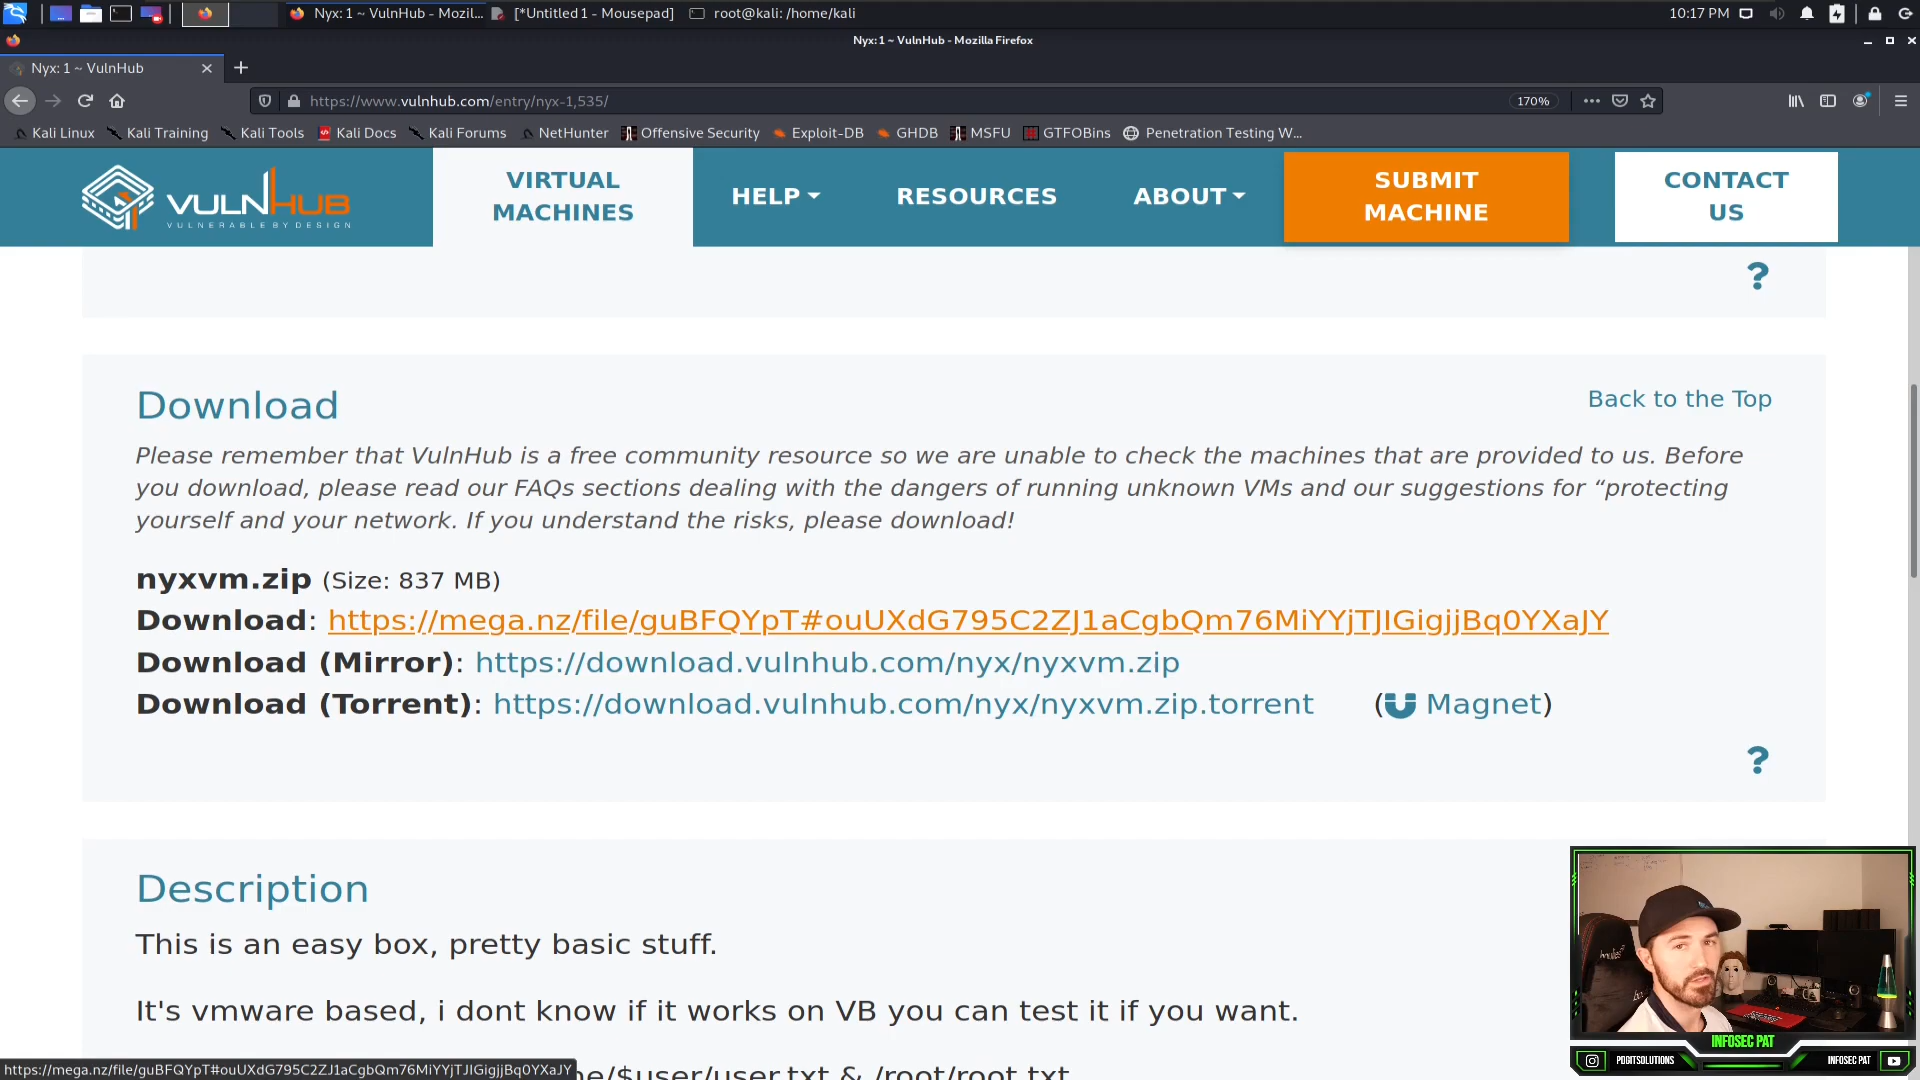 Nyx: 1 ~ VulnHub - Mozil...
[*Untitled 1 - Mousepad]
root@kali: /home/kali
10:17 PM
Nyx: 1 ~ VulnHub - Mozilla Firefox
Nyx: 1 ~ VulnHub
https://www.vulnhub.com/entry/nyx-1,535/
170%
Kali Linux
Kali Training
Kali Tools
Kali Docs
Kali Forums
NetHunter
Offensive Security
Exploit-DB
GHDB
MSFU
GTFOBins
Penetration Testing W...
VULNHUB
VULNERABLE BY DESIGN
VIRTUAL
MACHINES
HELP
RESOURCES
ABOUT
SUBMIT
MACHINE
CONTACT
US
?
Download
Back to the Top
Please remember that VulnHub is a free community resource so we are unable to check the machines that are provided to us. Before
you download, please read our FAQs sections dealing with the dangers of running unknown VMs and our suggestions for “protecting
yourself and your network. If you understand the risks, please download!
nyxvm.zip (Size: 837 MB)
Download: https://mega.nz/file/guBFQYpT#ouUXdG795C2ZJ1aCgbQm76MiYYjTJIGigjjBq0YXaJY
Download (Mirror): https://download.vulnhub.com/nyx/nyxvm.zip
Download (Torrent): https://download.vulnhub.com/nyx/nyxvm.zip.torrent (Magnet)
?
Description
This is an easy box, pretty basic stuff.
It's vmware based, i dont know if it works on VB you can test it if you want.
/$user/user.txt & /root/root.txt
https://mega.nz/file/guBFQYpT#ouUXdG795C2ZJ1aCgbQm76MiYYjTJIGigjjBq0YXaJY
INFOSEC PAT
PDDITSOLUTIONS
INFOSEC PAT